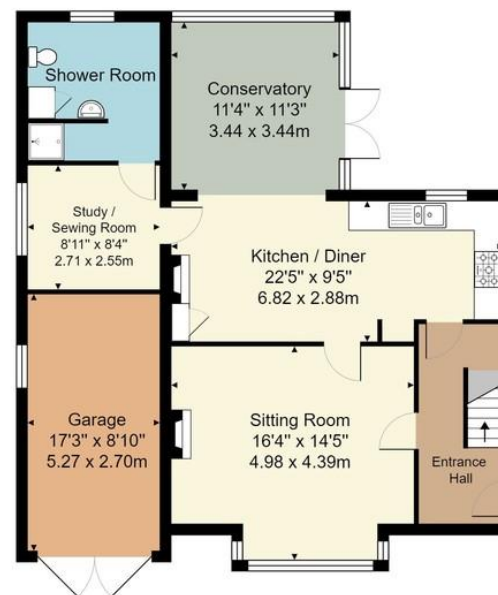 Shower Room
Conservatory
11'4" x 11'3"
3.44 x 3.44m
Study /
Sewing Room
8'11" x 8'4"
2.71 x 2.55m
Kitchen / Diner
22'5" x 9'5"
6.82 x 2.88m
Garage
17'3" x 8'10"
5.27 x 2.70m
Sitting Room
16'4" x 14'5"
4.98 x 4.39m
Entrance
Hall